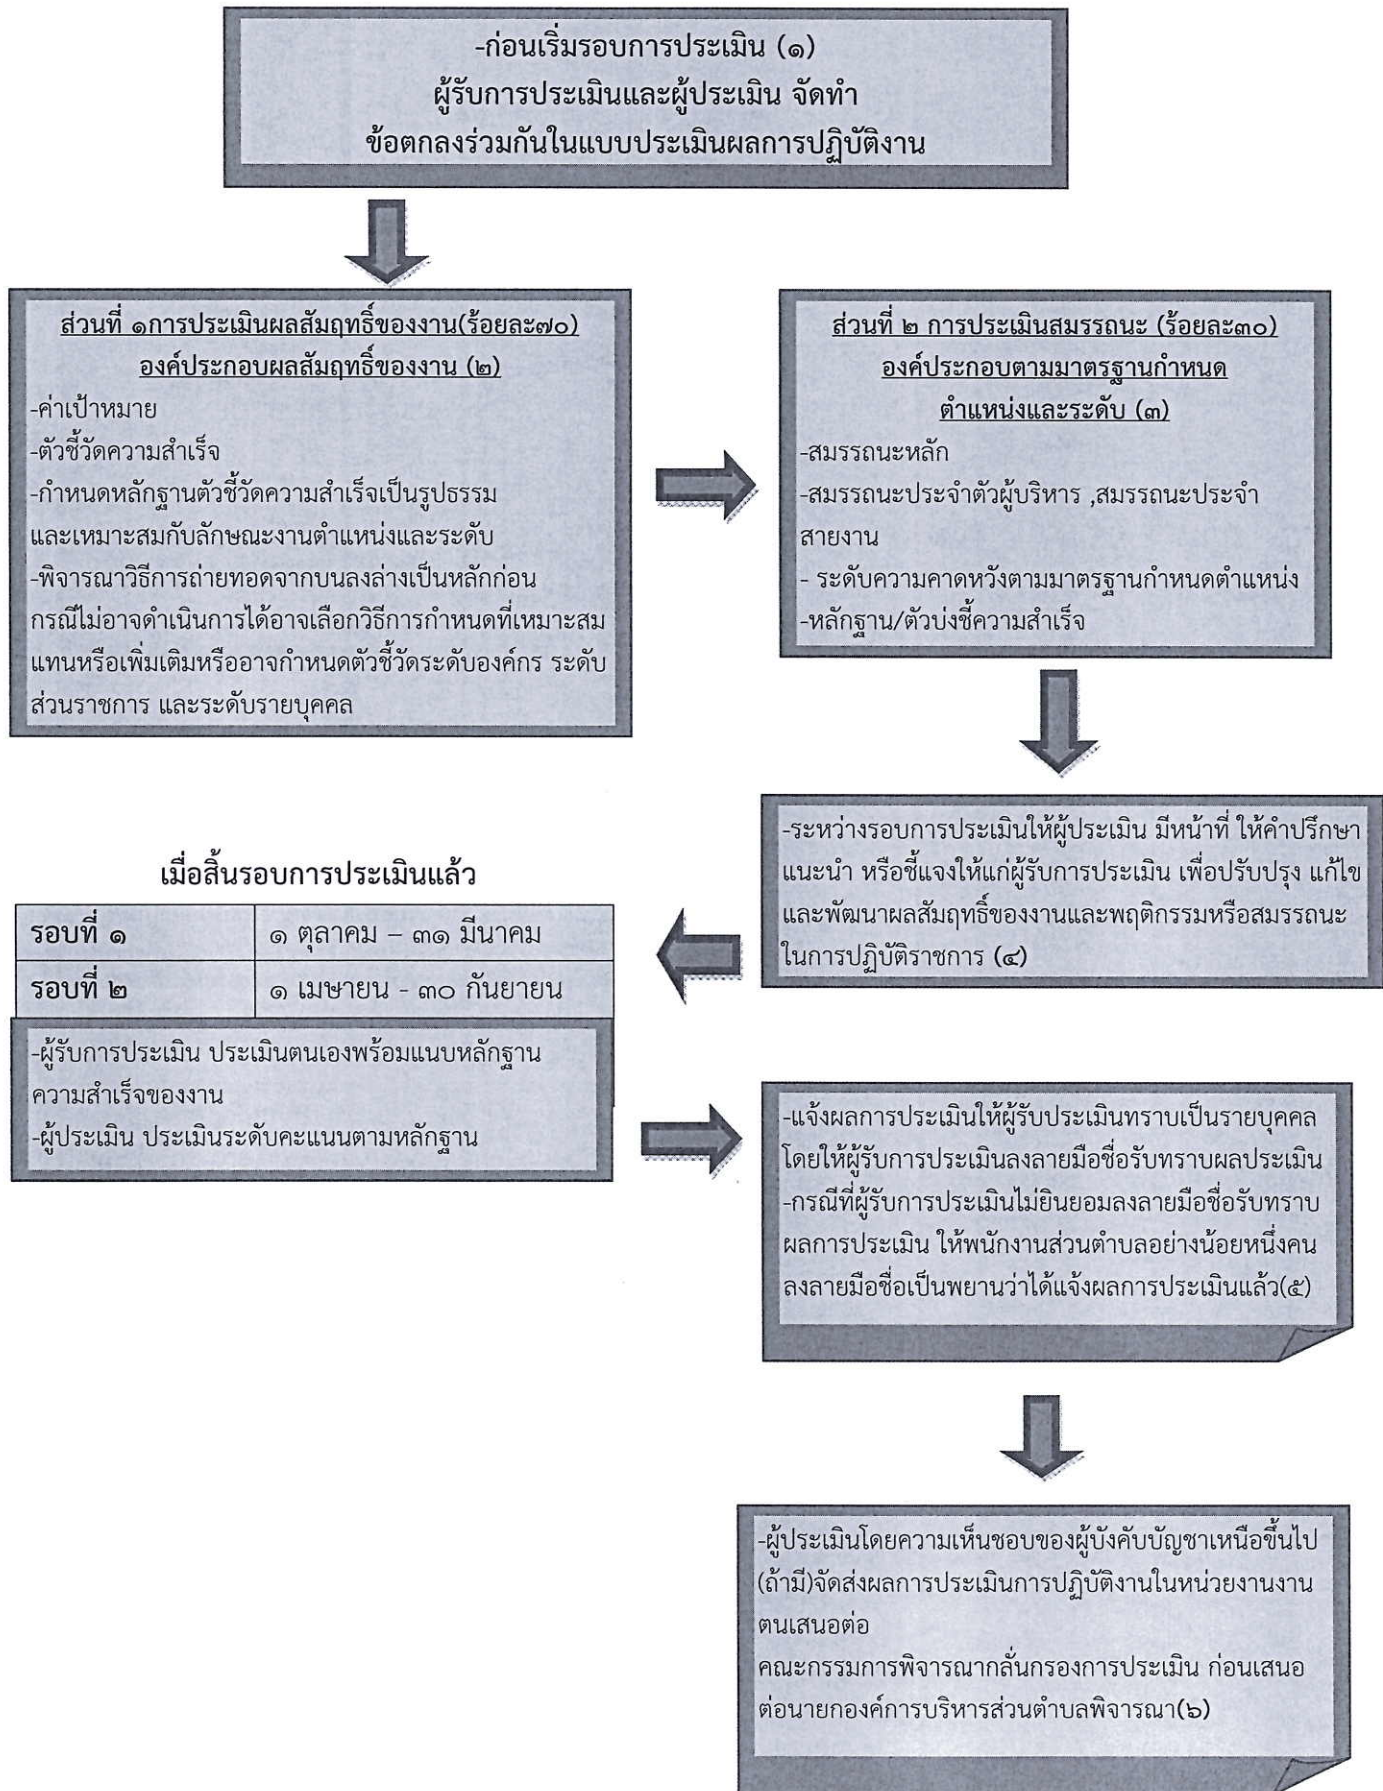 -ก่อนเริ่มรอบการประเมิน (๑)
ผู้รับการประเมินและผู้ประเมิน จัดทำ
ข้อตกลงร่วมกันในแบบประเมินผลการปฏิบัติงาน
ส่วนที่ ๑การประเมินผลสัมฤทธิ์ของงาน(ร้อยละ๗๐)
องค์ประกอบผลสัมฤทธิ์ของงาน (๒)
-ค่าเป้าหมาย
-ตัวชี้วัดความสำเร็จ
-กำหนดหลักฐานตัวชี้วัดความสำเร็จเป็นรูปธรรม
และเหมาะสมกับลักษณะงานตำแหน่งและระดับ
-พิจารณาวิธีการถ่ายทอดจากบนลงล่างเป็นหลักก่อน
กรณีไม่อาจดำเนินการได้อาจเลือกวิธีการกำหนดที่เหมาะสม
แทนหรือเพิ่มเติมหรืออาจกำหนดตัวชี้วัดระดับองค์กร ระดับ
ส่วนราชการ และระดับรายบุคคล
ส่วนที่ ๒ การประเมินสมรรถนะ (ร้อยละ๓๐)
องค์ประกอบตามมาตรฐานกำหนด
ตำแหน่งและระดับ (๓)
-สมรรถนะหลัก
-สมรรถนะประจำตัวผู้บริหาร ,สมรรถนะประจำ
สายงาน
- ระดับความคาดหวังตามมาตรฐานกำหนดตำแหน่ง
-หลักฐาน/ตัวบ่งชี้ความสำเร็จ
-ระหว่างรอบการประเมินให้ผู้ประเมิน มีหน้าที่ ให้คำปรึกษา
แนะนำ หรือชี้แจงให้แก่ผู้รับการประเมิน เพื่อปรับปรุง แก้ไข
และพัฒนาผลสัมฤทธิ์ของงานและพฤติกรรมหรือสมรรถนะ
ในการปฏิบัติราชการ (๔)
เมื่อสิ้นรอบการประเมินแล้ว
รอบที่ ๑ ๑ ตุลาคม – ๓๑ มีนาคม
รอบที่ ๒ ๑ เมษายน - ๓๐ กันยายน
-ผู้รับการประเมิน ประเมินตนเองพร้อมแนบหลักฐาน
ความสำเร็จของงาน
-ผู้ประเมิน ประเมินระดับคะแนนตามหลักฐาน
-แจ้งผลการประเมินให้ผู้รับประเมินทราบเป็นรายบุคคล
โดยให้ผู้รับการประเมินลงลายมือชื่อรับทราบผลประเมิน
-กรณีที่ผู้รับการประเมินไม่ยินยอมลงลายมือชื่อรับทราบ
ผลการประเมิน ให้พนักงานส่วนตำบลอย่างน้อยหนึ่งคน
ลงลายมือชื่อเป็นพยานว่าได้แจ้งผลการประเมินแล้ว(๕)
-ผู้ประเมินโดยความเห็นชอบของผู้บังคับบัญชาเหนือขึ้นไป
(ถ้ามี)จัดส่งผลการประเมินการปฏิบัติงานในหน่วยงานงาน
ตนเสนอต่อ
คณะกรรมการพิจารณากลั่นกรองการประเมิน ก่อนเสนอ
ต่อนายกองค์การบริหารส่วนตำบลพิจารณา(๖)